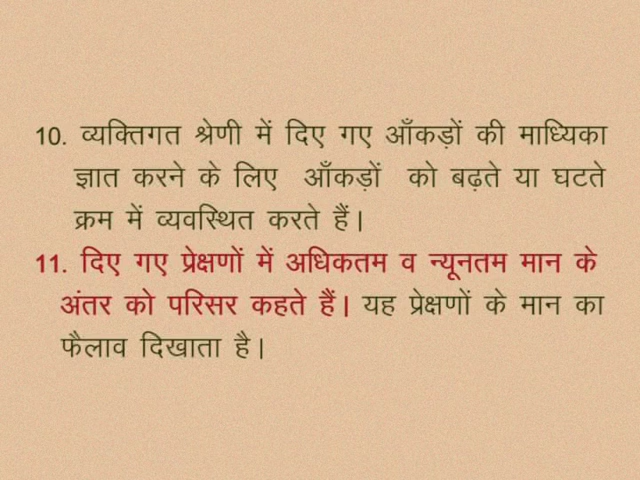 10. व्यक्तिगत श्रेणी में दिए गए आँकड़ों की माध्यिका
ज्ञात करने के लिए आँकड़ों को बढ़ते या घटते
क्रम में व्यवस्थित करते हैं।
11. दिए गए प्रेक्षणों में अधिकतम व न्यूनतम मान के
अंतर को परिसर कहते हैं। यह प्रेक्षणों के मान का
फैलाव दिखाता है।